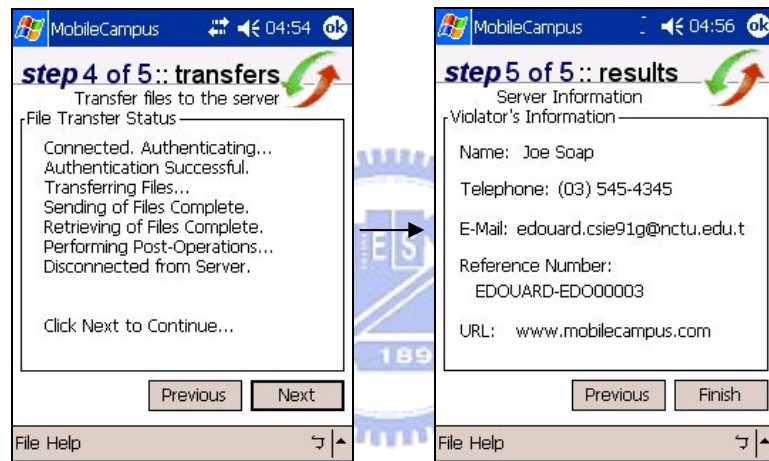 MobileCampus 04:54 ok
step 4 of 5 :: transfers
Transfer files to the server
File Transfer Status
Connected. Authenticating...
Authentication Successful.
Transferring Files...
Sending of Files Complete.
Retrieving of Files Complete.
Performing Post-Operations...
Disconnected from Server.
Click Next to Continue...
Previous Next
File Help
ES
189
MobileCampus 04:56 ok
step 5 of 5 :: results
Server Information
Violator's Information
Name: Joe Soap
Telephone: (03) 545-4345
E-Mail: edouard.csie91g@nctu.edu.t
Reference Number:
EDOUARD-EDO00003
URL: www.mobilecampus.com
Previous Finish
File Help